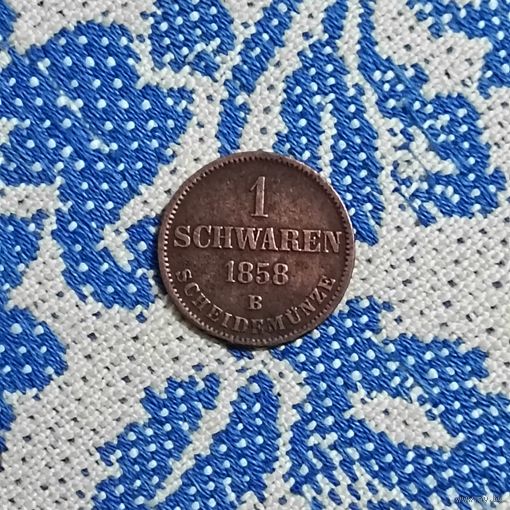 1
SCHWAREN
1858
B
SCHEIDEMÜNZE